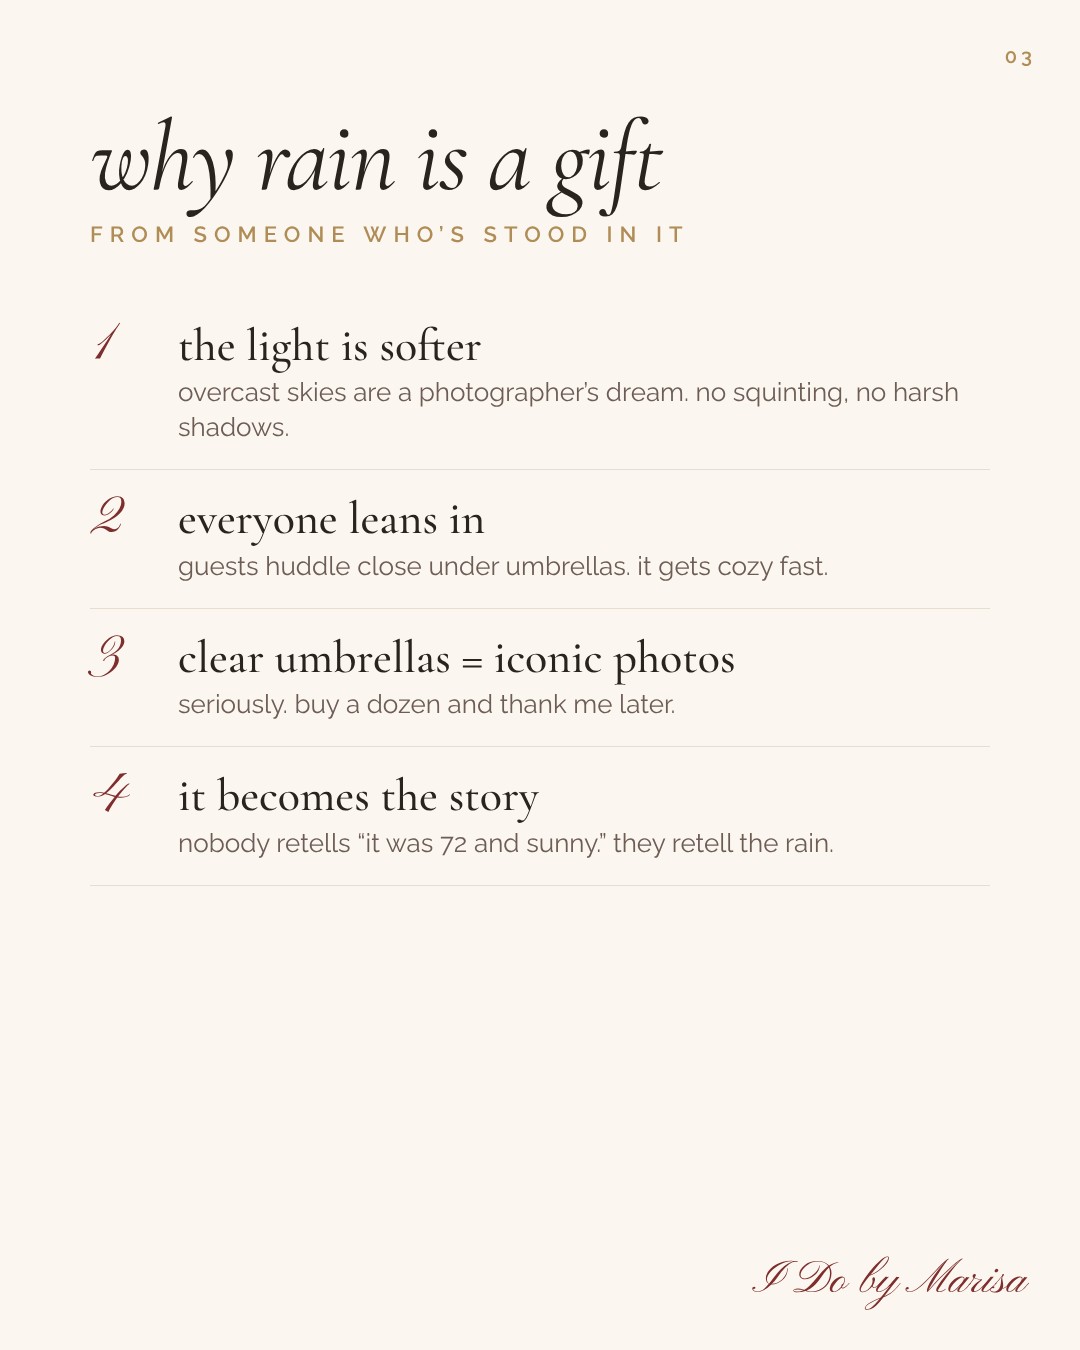 03
why rain is a gift
FROM SOMEONE WHO’S STOOD IN IT
1
the light is softer
overcast skies are a photographer’s dream. no squinting, no harsh
shadows.
2
everyone leans in
guests huddle close under umbrellas. it gets cozy fast.
3
clear umbrellas = iconic photos
seriously. buy a dozen and thank me later.
4
it becomes the story
nobody retells “it was 72 and sunny.” they retell the rain.
I Do by Marisa